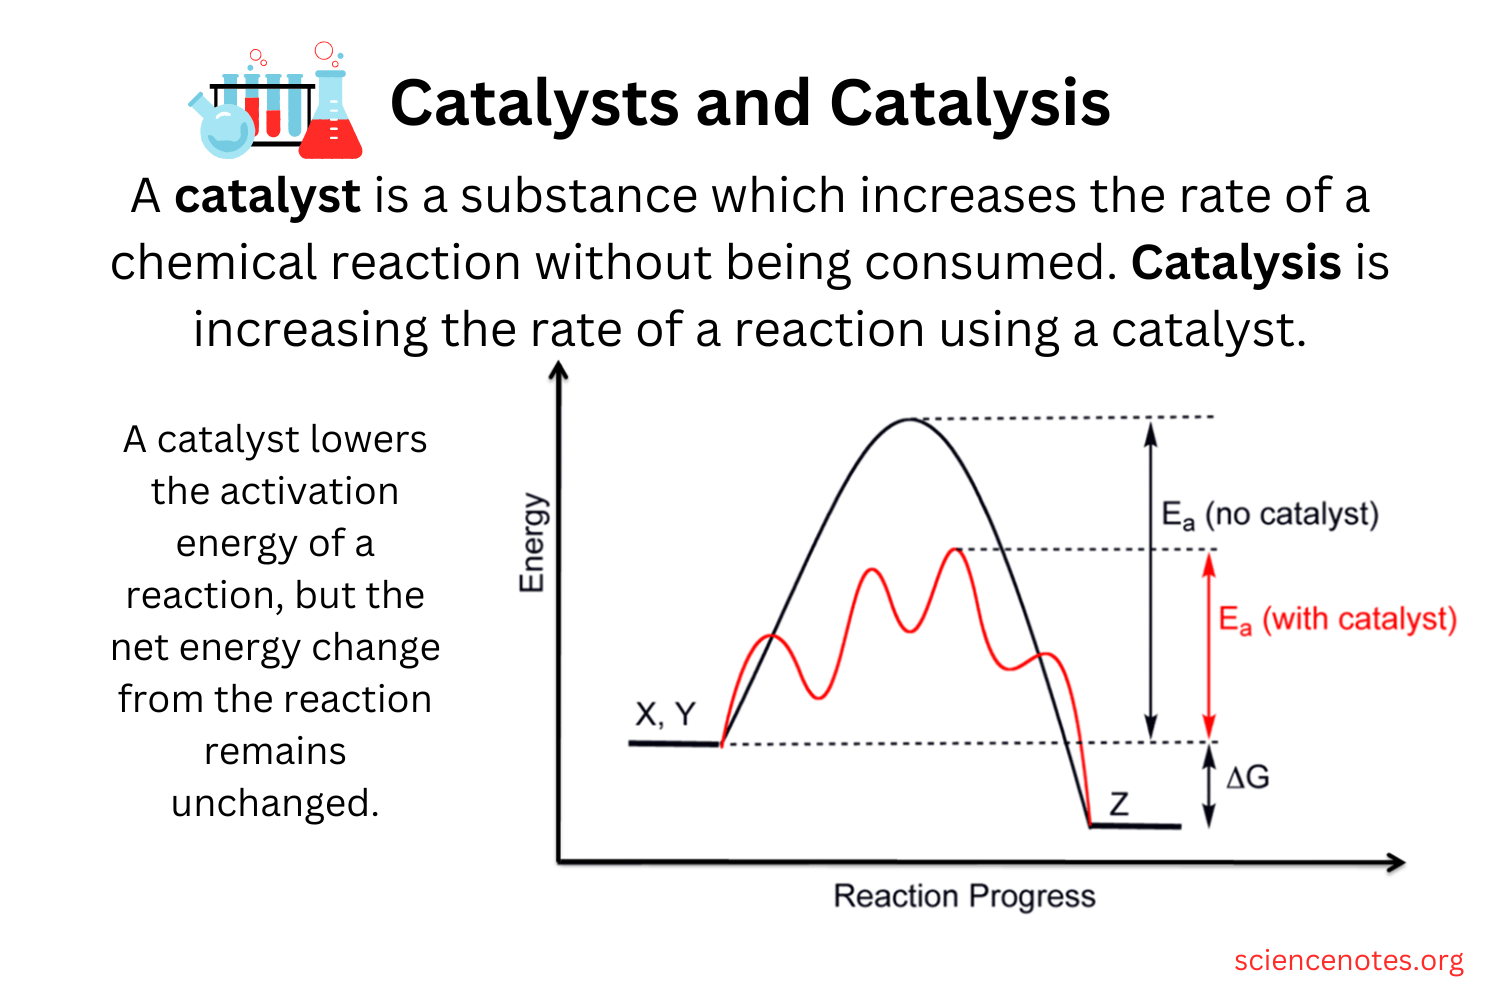 Catalysts and Catalysis
A catalyst is a substance which increases the rate of a
chemical reaction without being consumed. Catalysis is
increasing the rate of a reaction using a catalyst.
A catalyst lowers
the activation
energy of a
reaction, but the
net energy change
from the reaction
remains
unchanged.
Energy
Eₐ (no catalyst)
Eₐ (with catalyst)
X, Y
ΔG
Z
Reaction Progress
sciencenotes.org